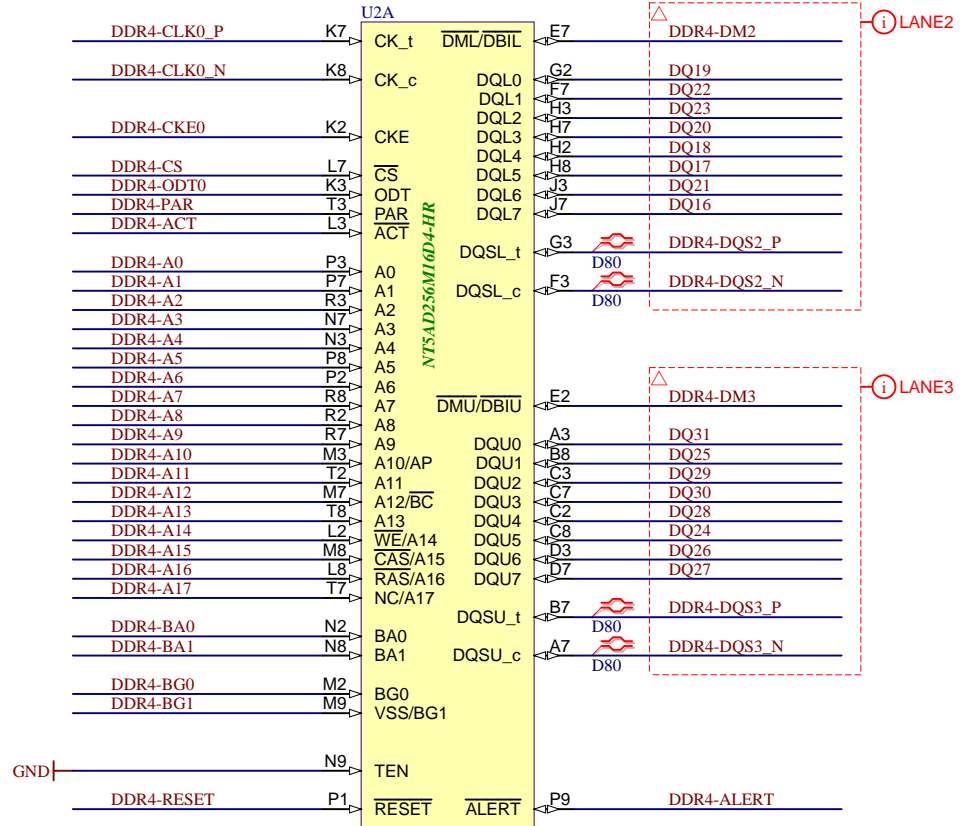 U2A
DDR4-CLK0_P K7 CK_t DML/DBIL E7 DDR4-DM2 LANE2
DDR4-CLK0_N K8 CK_c DQL0 G2 DQ19
DQL1 F7 DQ22
DQL2 H3 DQ23
DDR4-CKE0 K2 CKE DQL3 H7 DQ20
DQL4 H2 DQ18
DDR4-CS L7 CS DQL5 H8 DQ17
DDR4-ODT0 K3 ODT DQL6 J3 DQ21
DDR4-PAR T3 PAR DQL7 J7 DQ16
DDR4-ACT L3 ACT
DQSL_t G3 DDR4-DQS2_P
D80
DDR4-A0 P3 A0
DDR4-A1 P7 A1 DQSL_c F3 DDR4-DQS2_N
D80
DDR4-A2 R3 A2
DDR4-A3 N7 A3
DDR4-A4 N3 A4
DDR4-A5 P8 A5
NT5AD256M16D4-HR
DDR4-A6 P2 A6
DDR4-A7 R8 A7 DMU/DBIU E2 DDR4-DM3 LANE3
DDR4-A8 R2 A8
DDR4-A9 R7 A9 DQU0 A3 DQ31
DDR4-A10 M3 A10/AP DQU1 B8 DQ25
DDR4-A11 T2 A11 DQU2 C3 DQ29
DDR4-A12 M7 A12/BC DQU3 C7 DQ30
DDR4-A13 T8 A13 DQU4 C2 DQ28
DDR4-A14 L2 WE/A14 DQU5 C8 DQ24
DDR4-A15 M8 CAS/A15 DQU6 D3 DQ26
DDR4-A16 L8 RAS/A16 DQU7 D7 DQ27
DDR4-A17 T7 NC/A17
DQSU_t B7 DDR4-DQS3_P
D80
DDR4-BA0 N2 BA0
DDR4-BA1 N8 BA1 DQSU_c A7 DDR4-DQS3_N
D80
DDR4-BG0 M2 BG0
DDR4-BG1 M9 VSS/BG1
GND N9 TEN
DDR4-RESET P1 RESET ALERT P9 DDR4-ALERT